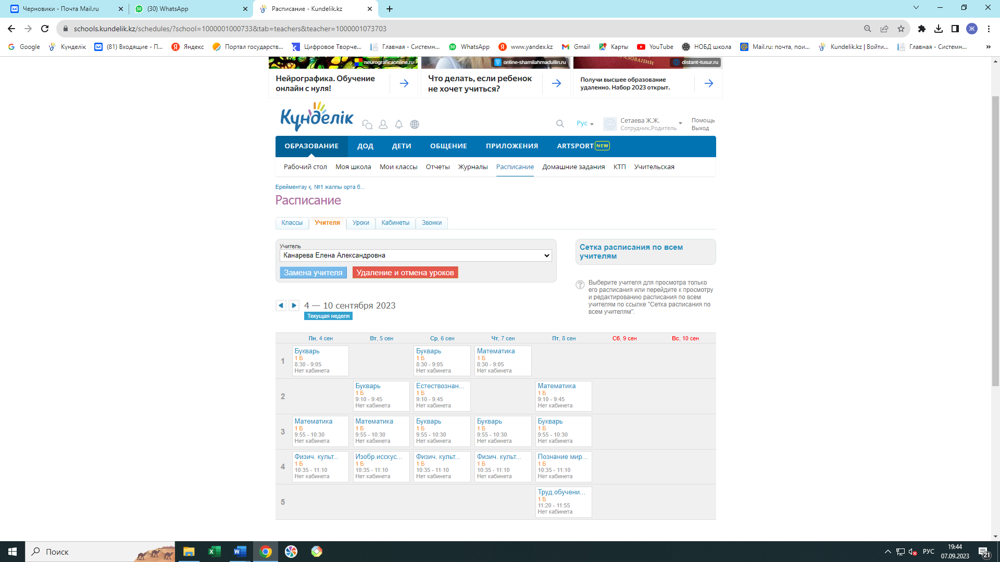 Черновики - Почта Mail.ru
(30) WhatsApp
Расписание - Kundelik.kz
schools.kundelik.kz/schedules/?school=1000001000733&tab=teachers&teacher=1000001073703
Ж
Google
Күнделік
(81) Входящие - П...
Яндекс
Портал государств...
Цифровое Творче...
Главная - Системн...
30
WhatsApp
www.yandex.kz
Gmail
Карты
YouTube
НОБД школа
Mail.ru: почта, пои...
Kundelik.kz | Войти...
Главная - Системн...
»
neurograficaonline.ru
online-shamilahmadullin.ru
distant-tusur.ru
Нейрографика. Обучение
онлайн с нуля!
Что делать, если ребенок
не хочет учиться?
Получи высшее образование
удаленно. Набор 2023 открыт.
Күнделік
Рус
Сетаева Ж.Ж.
Сотрудник,Родитель
Помощь
Выход
ОБРАЗОВАНИЕ ДОД ДЕТИ ОБЩЕНИЕ ПРИЛОЖЕНИЯ ARTSPORT NEW
Рабочий стол Моя школа Мои классы Отчеты Журналы Расписание Домашние задания КТП Учительская
Ерейментау қ. №1 жалпы орта б...
Расписание
Классы Учителя Уроки Кабинеты Звонки
Учитель
Канарева Елена Александровна
Замена учителя Удаление и отмена уроков
Сетка расписания по всем
учителям
Выберите учителя для просмотра только
его расписания или перейдите к просмотру
и редактированию расписания по всем
учителям по ссылке "Сетка расписания по
всем учителям".
4 — 10 сентября 2023
Текущая неделя
Пн, 4 сен Вт, 5 сен Ср, 6 сен Чт, 7 сен Пт, 8 сен Сб, 9 сен Вс, 10 сен
1
Букварь Букварь Математика
1 Б 1 Б 1 Б
8:30 - 9:05 8:30 - 9:05 8:30 - 9:05
Нет кабинета Нет кабинета Нет кабинета
2
Букварь Естествознан... Математика
1 Б 1 Б 1 Б
9:10 - 9:45 9:10 - 9:45 9:10 - 9:45
Нет кабинета Нет кабинета Нет кабинета
3
Математика Математика Букварь Букварь Букварь
1 Б 1 Б 1 Б 1 Б 1 Б
9:55 - 10:30 9:55 - 10:30 9:55 - 10:30 9:55 - 10:30 9:55 - 10:30
Нет кабинета Нет кабинета Нет кабинета Нет кабинета Нет кабинета
4
Физич. культ... Изобр.исскус... Физич. культ... Физич. культ... Познание мир...
1 Б 1 Б 1 Б 1 Б 1 Б
10:35 - 11:10 10:35 - 11:10 10:35 - 11:10 10:35 - 11:10 10:35 - 11:10
Нет кабинета Нет кабинета Нет кабинета Нет кабинета Нет кабинета
5
Труд.обучени...
1 Б
11:20 - 11:55
Нет кабинета
Поиск
РУС
19:44
07.09.2023
21